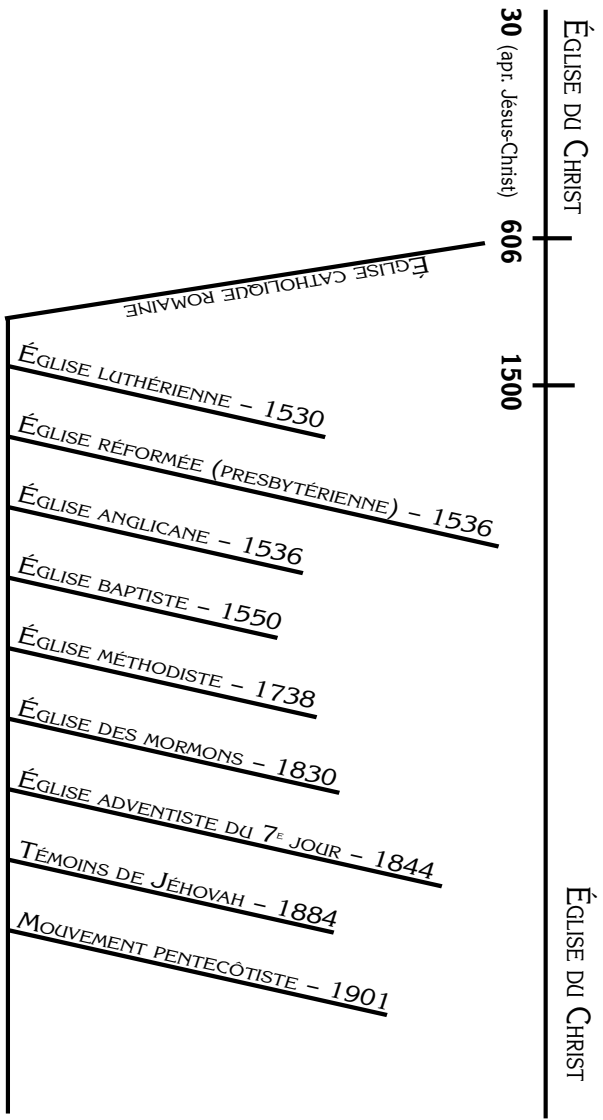 ÉGLISE DU CHRIST
ÉGLISE DU CHRIST
30 (apr. Jésus-Christ)
606
1500
ÉGLISE CATHOLIQUE ROMAINE
ÉGLISE LUTHÉRIENNE – 1530
ÉGLISE RÉFORMÉE (PRESBYTÉRIENNE) – 1536
ÉGLISE ANGLICANE – 1536
ÉGLISE BAPTISTE – 1550
ÉGLISE MÉTHODISTE – 1738
ÉGLISE DES MORMONS – 1830
ÉGLISE ADVENTISTE DU 7E JOUR – 1844
TÉMOINS DE JÉHOVAH – 1884
MOUVEMENT PENTECÔTISTE – 1901